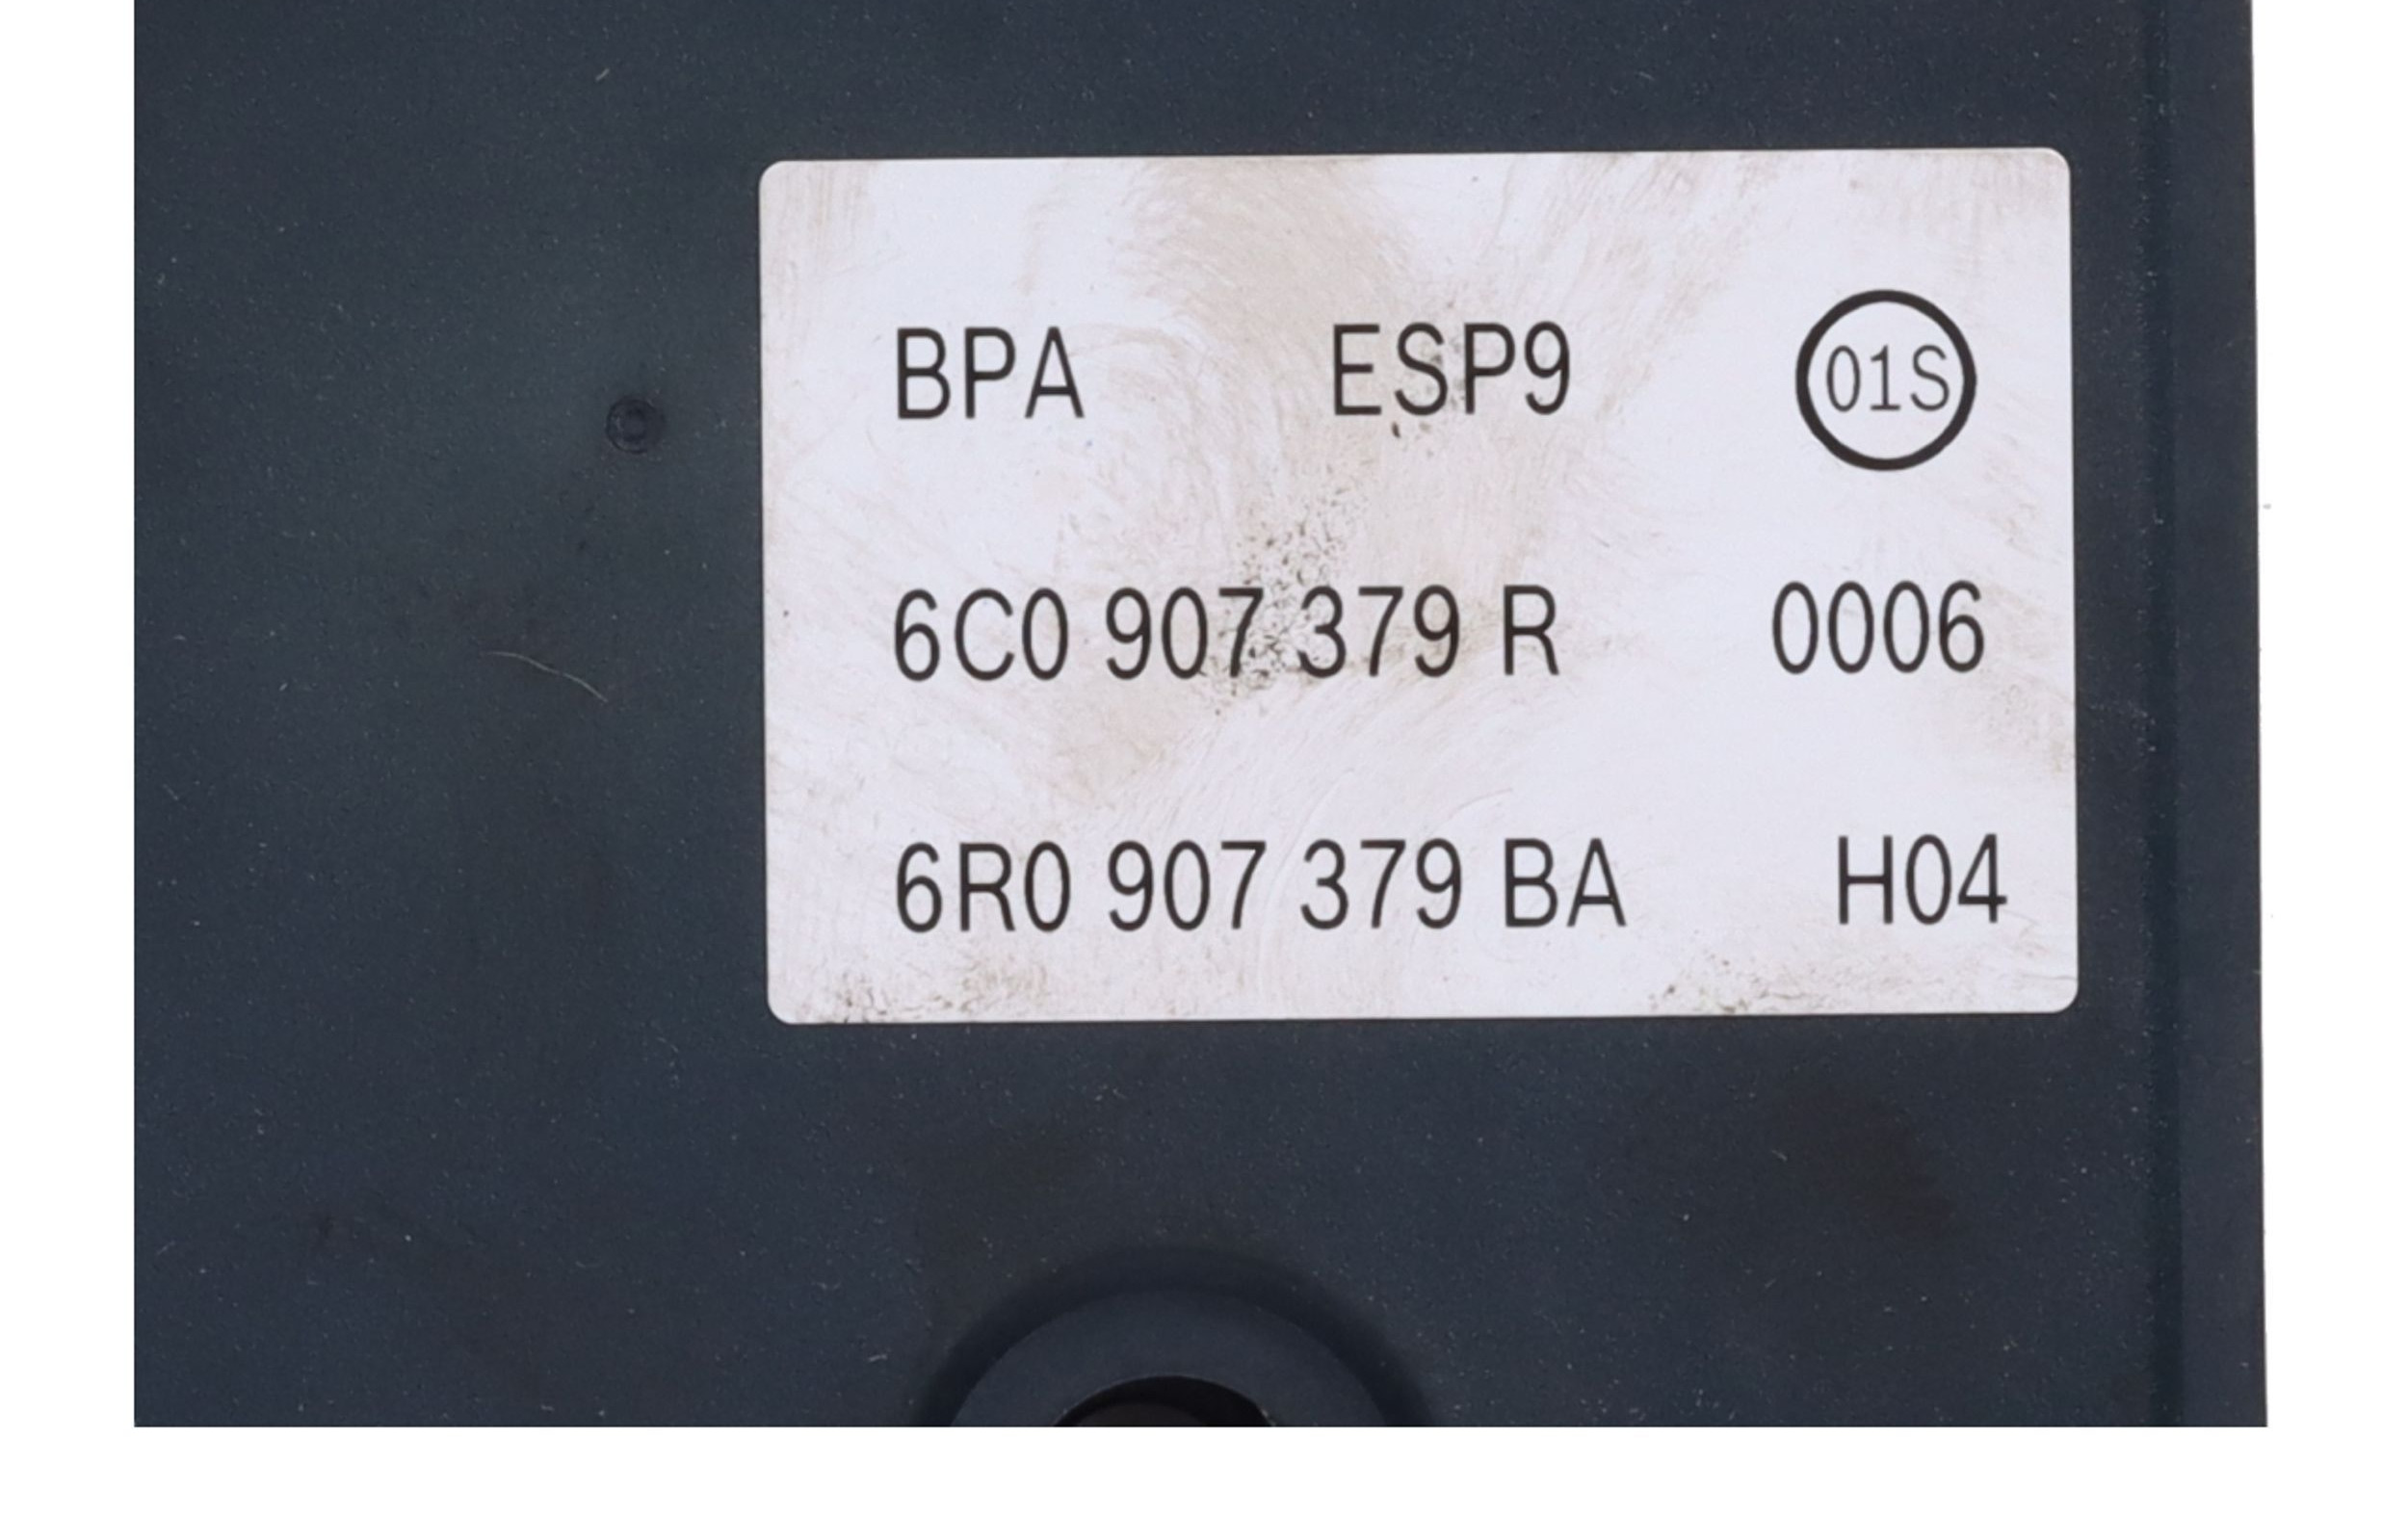 BPA ESP9 01S
6C0 907 379 R 0006
6R0 907 379 BA H04